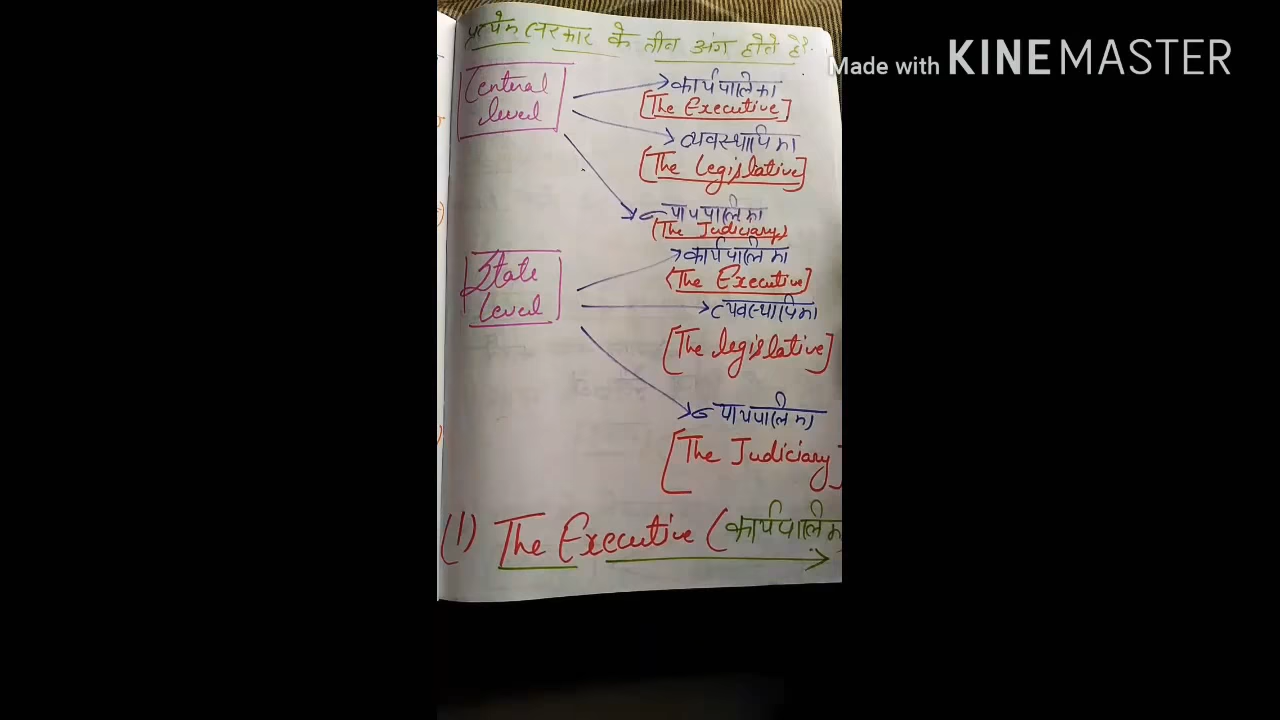 प्रत्येक सरकार के तीन अंग होते है।
Made with KINEMASTER
Central level
कार्यपालिका
[The Executive]
व्यवस्थापिका
[The Legislative]
न्यायपालिका
(The Judiciary)
State Level
कार्यपालिका
(The Executive]
व्यवस्थापिका
[The legislative]
न्यायपालिका
[The Judiciary]
(1) The Executive (कार्यपालिका)